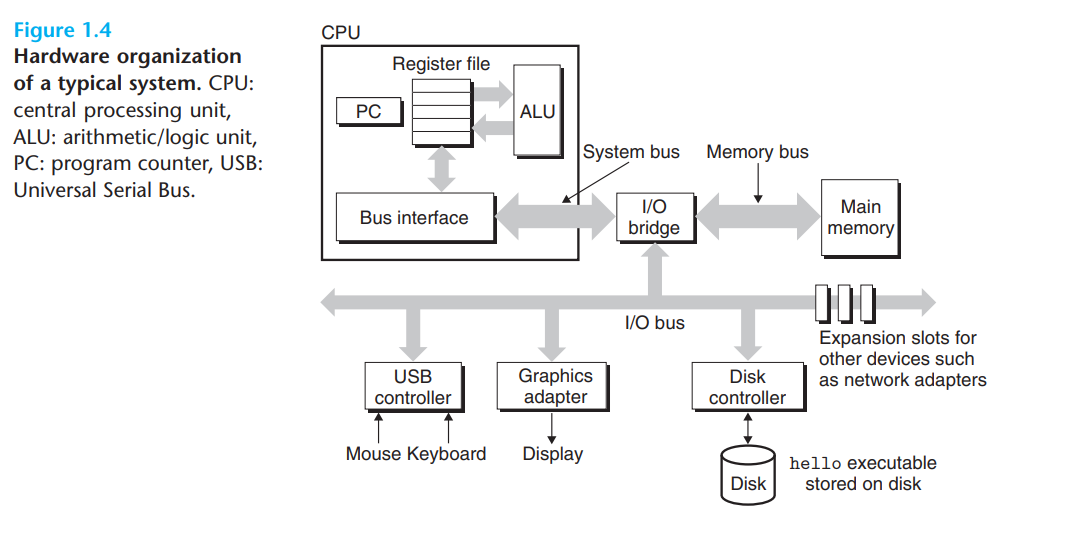 Figure 1.4
Hardware organization
of a typical system. CPU:
central processing unit,
ALU: arithmetic/logic unit,
PC: program counter, USB:
Universal Serial Bus.
CPU
Register file
PC
ALU
System bus
Memory bus
Bus interface
I/O
bridge
Main
memory
I/O bus
Expansion slots for
other devices such
as network adapters
USB
controller
Graphics
adapter
Disk
controller
Mouse Keyboard
Display
Disk
hello executable
stored on disk